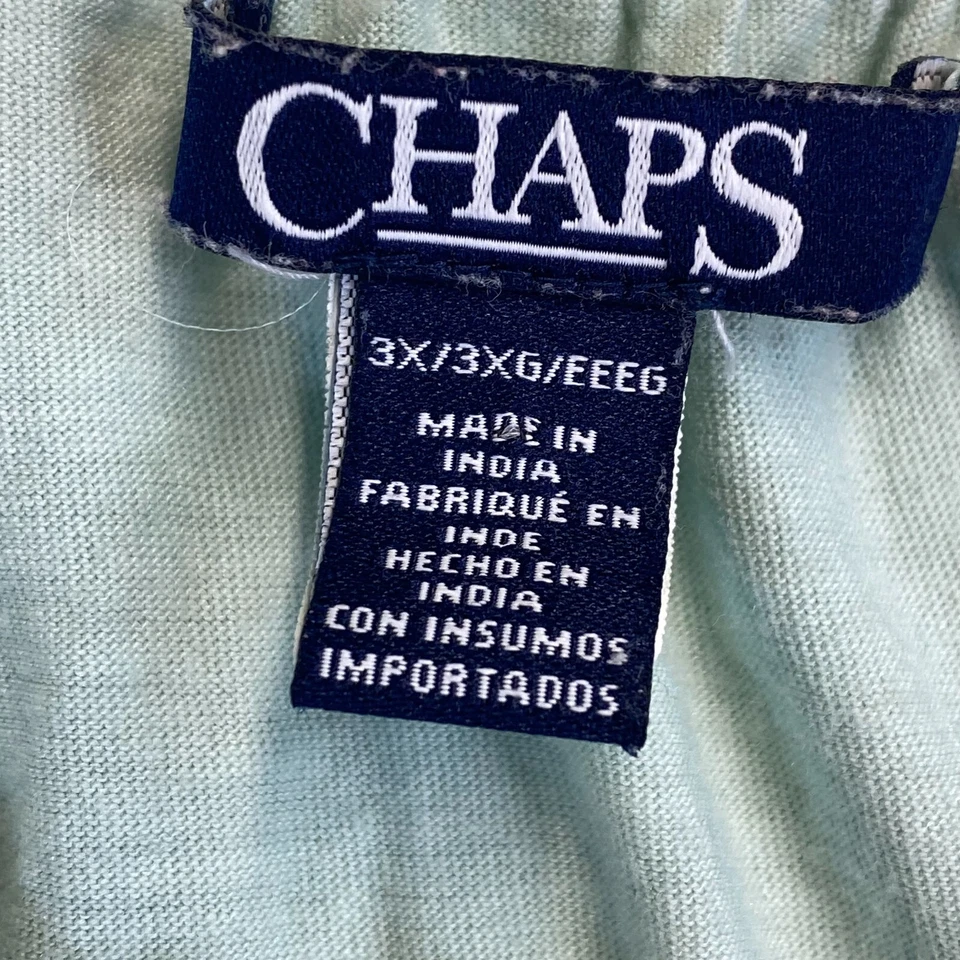 CHAPS
3X/3XG/EEEG
MADE IN
INDIA
FABRIQUÉ EN
INDE
HECHO EN
INDIA
CON INSUMOS
IMPORTADOS